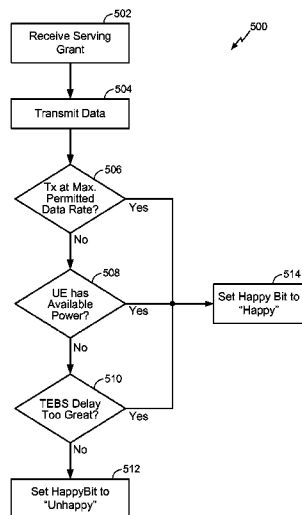 502
Receive Serving
Grant
500
504
Transmit Data
506
Tx at Max.
Permitted
Data Rate?
Yes
No
508
UE has
Available
Power?
Yes
514
Set Happy Bit to
“Happy”
No
510
TEBS Delay
Too Great?
Yes
No
512
Set HappyBit to
“Unhappy”